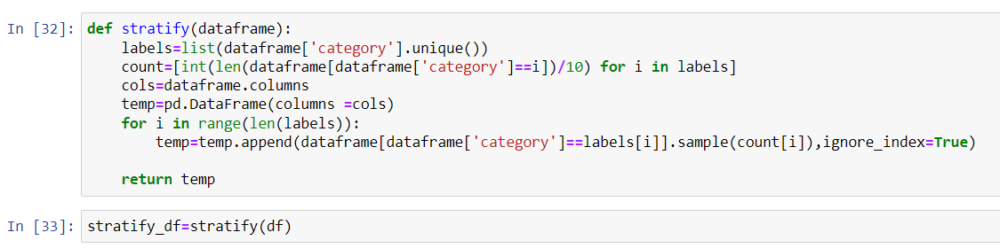 In [32]: def stratify(dataframe):
    labels=list(dataframe['category'].unique())
    count=[int(len(dataframe[dataframe['category']==i])/10) for i in labels]
    cols=dataframe.columns
    temp=pd.DataFrame(columns =cols)
    for i in range(len(labels)):
        temp=temp.append(dataframe[dataframe['category']==labels[i]].sample(count[i]),ignore_index=True)
    return temp
In [33]: stratify_df=stratify(df)